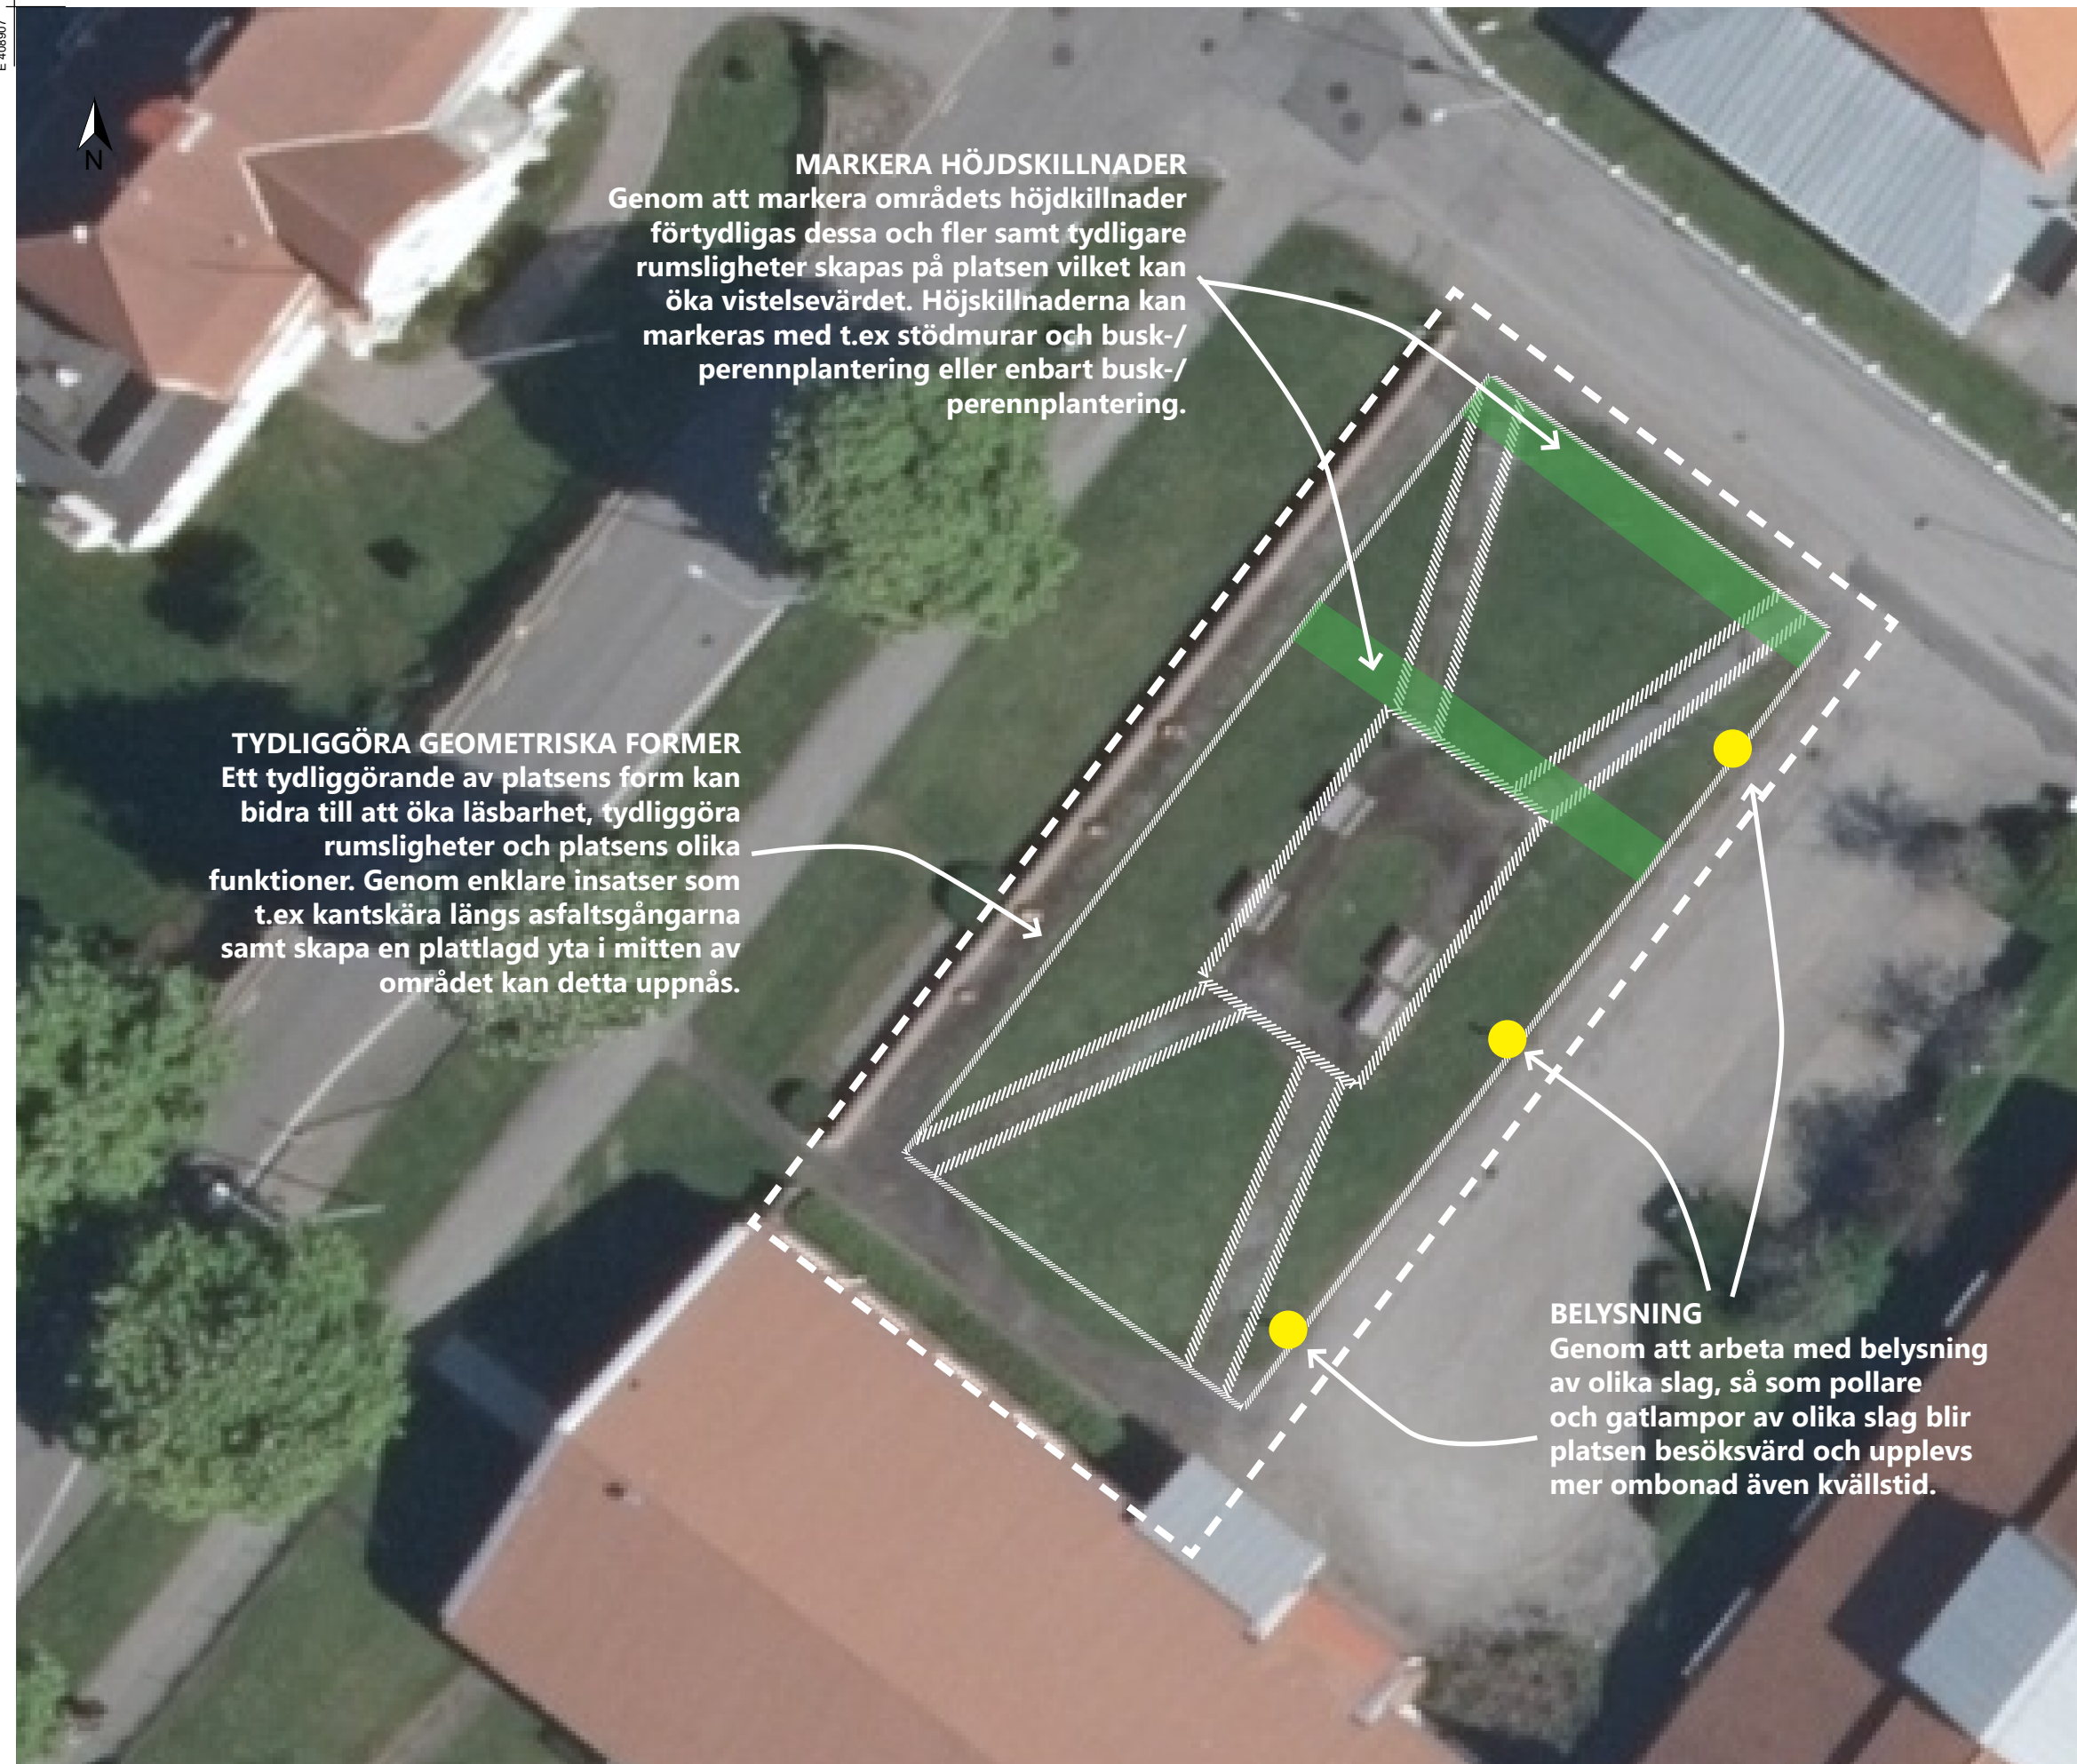 E 408907
N
MARKERA HÖJDSKILLNADER
Genom att markera områdets höjdkillnader
förtydligas dessa och fler samt tydligare
rumsligheter skapas på platsen vilket kan
öka vistelsevärdet. Höjskillnaderna kan
markeras med t.ex stödmurar och busk-/
perennplantering eller enbart busk-/
perennplantering.
TYDLIGGÖRA GEOMETRISKA FORMER
Ett tydliggörande av platsens form kan
bidra till att öka läsbarhet, tydliggöra
rumsligheter och platsens olika
funktioner. Genom enklare insatser som
t.ex kantskära längs asfaltsgångarna
samt skapa en plattlagd yta i mitten av
området kan detta uppnås.
BELYSNING
Genom att arbeta med belysning
av olika slag, så som pollare
och gatlampor av olika slag blir
platsen besöksvärd och upplevs
mer ombonad även kvällstid.